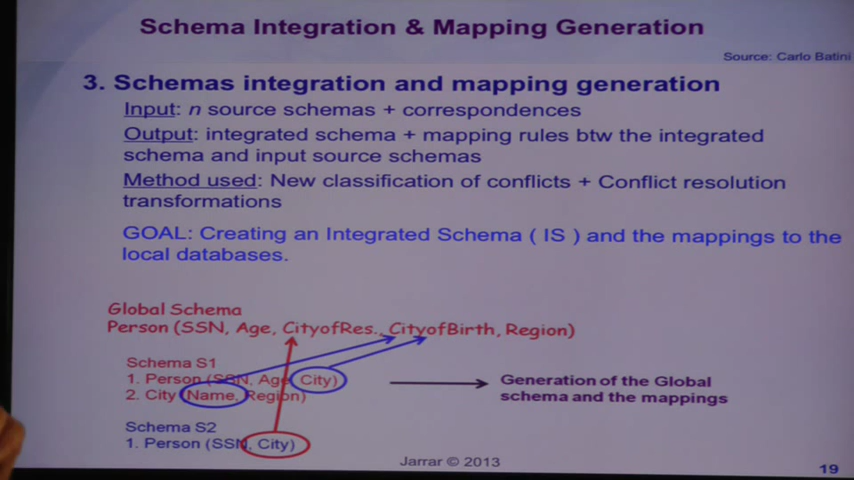 Schema Integration & Mapping Generation
Source: Carlo Batini
3. Schemas integration and mapping generation
Input: n source schemas + correspondences
Output: integrated schema + mapping rules btw the integrated
schema and input source schemas
Method used: New classification of conflicts + Conflict resolution
transformations
GOAL: Creating an Integrated Schema ( IS ) and the mappings to the
local databases.
Global Schema
Person (SSN, Age, CityofRes., CityofBirth, Region)
Schema S1
1. Person (SSN, Age, City)
2. City (Name, Region)
Generation of the Global
schema and the mappings
Schema S2
1. Person (SSN, City)
Jarrar © 2013
19